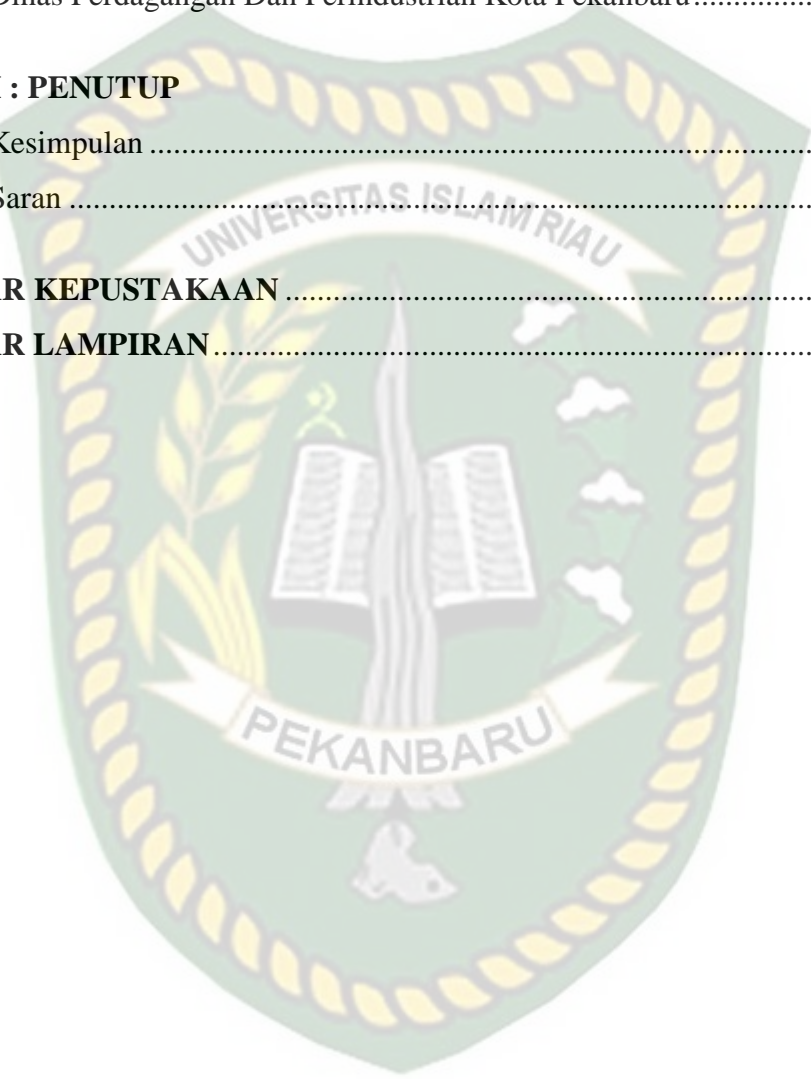 Dinas Perdagangan Dan Perindustrian Kota Pekanbaru................
: PENUTUP
Kesimpulan ...................................................................................
Saran .............................................................................................
UNIVERSITAS ISLAM RIAU
R KEPUSTAKAAN ..................................................................
R LAMPIRAN...........................................................................
PEKANBARU